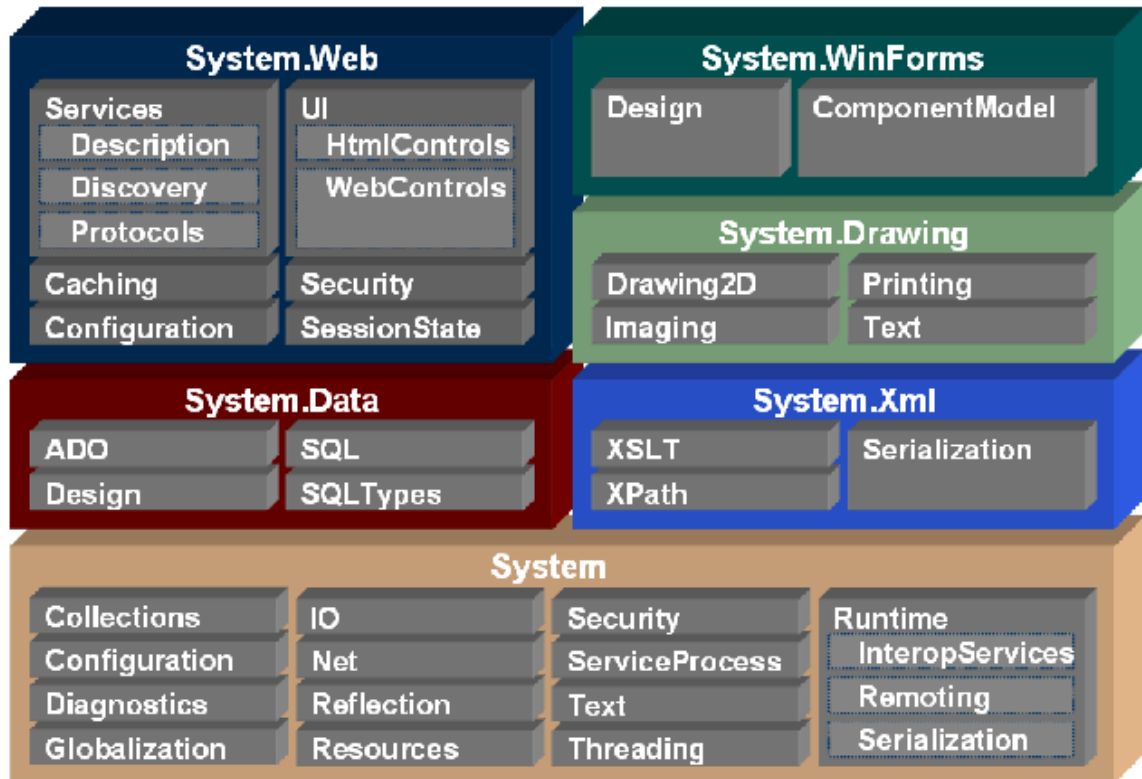 System.Web
Services
Description
Discovery
Protocols
UI
HtmlControls
WebControls
Caching
Security
Configuration
SessionState
System.WinForms
Design
ComponentModel
System.Drawing
Drawing2D
Printing
Imaging
Text
System.Data
ADO
SQL
Design
SQLTypes
System.Xml
XSLT
Serialization
XPath
System
Collections
Configuration
Diagnostics
Globalization
IO
Net
Reflection
Resources
Security
ServiceProcess
Text
Threading
Runtime
InteropServices
Remoting
Serialization